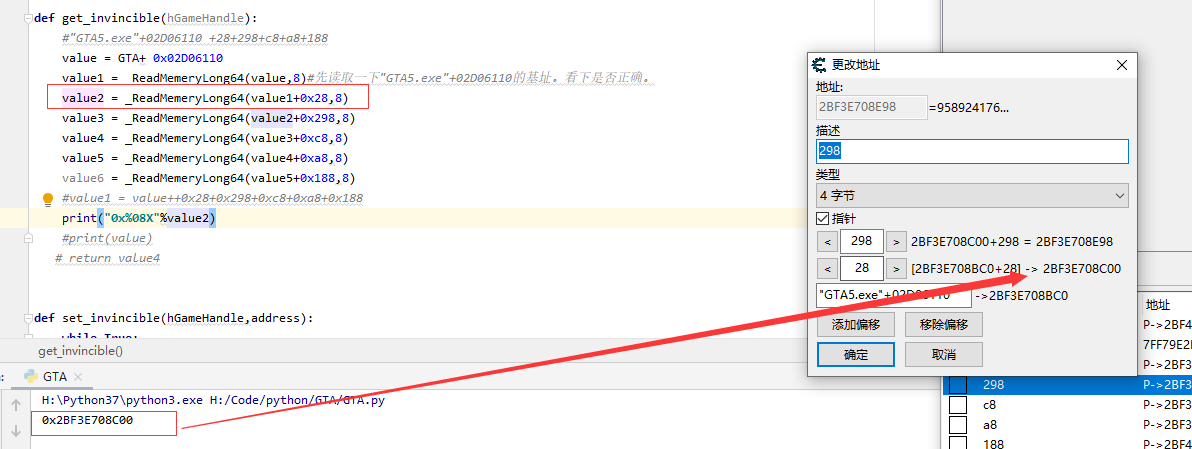 def get_invincible(hGameHandle):
#"GTA5.exe"+02D06110 +28+298+c8+a8+188
value = GTA+ 0x02D06110
value1 = _ReadMemeryLong64(value,8)#先读取一下"GTA5.exe"+02D06110的基址。看下是否正确。
value2 = _ReadMemeryLong64(value1+0x28,8)
value3 = _ReadMemeryLong64(value2+0x298,8)
value4 = _ReadMemeryLong64(value3+0xc8,8)
value5 = _ReadMemeryLong64(value4+0xa8,8)
value6 = _ReadMemeryLong64(value5+0x188,8)
#value1 = value++0x28+0x298+0xc8+0xa8+0x188
print("0x%08X"%value2)
#print(value)
# return value4
def set_invincible(hGameHandle,address):
while True:
get_invincible()
GTA
H:\Python37\python3.exe H:/Code/python/GTA/GTA.py
0x2BF3E708C00
更改地址
地址:
2BF3E708E98 =958924176...
描述
298
类型
4 字节
指针
< 298 > 2BF3E708C00+298 = 2BF3E708E98
< 28 > [2BF3E708BC0+28] -> 2BF3E708C00
"GTA5.exe"+02D06110 ->2BF3E708BC0
添加偏移 移除偏移
确定 取消
地址
P->2BF4
7FF79E2
P->2BF3
298 P->2BF3
c8 P->2BF3
a8 P->2BF3
188 P->2BF4